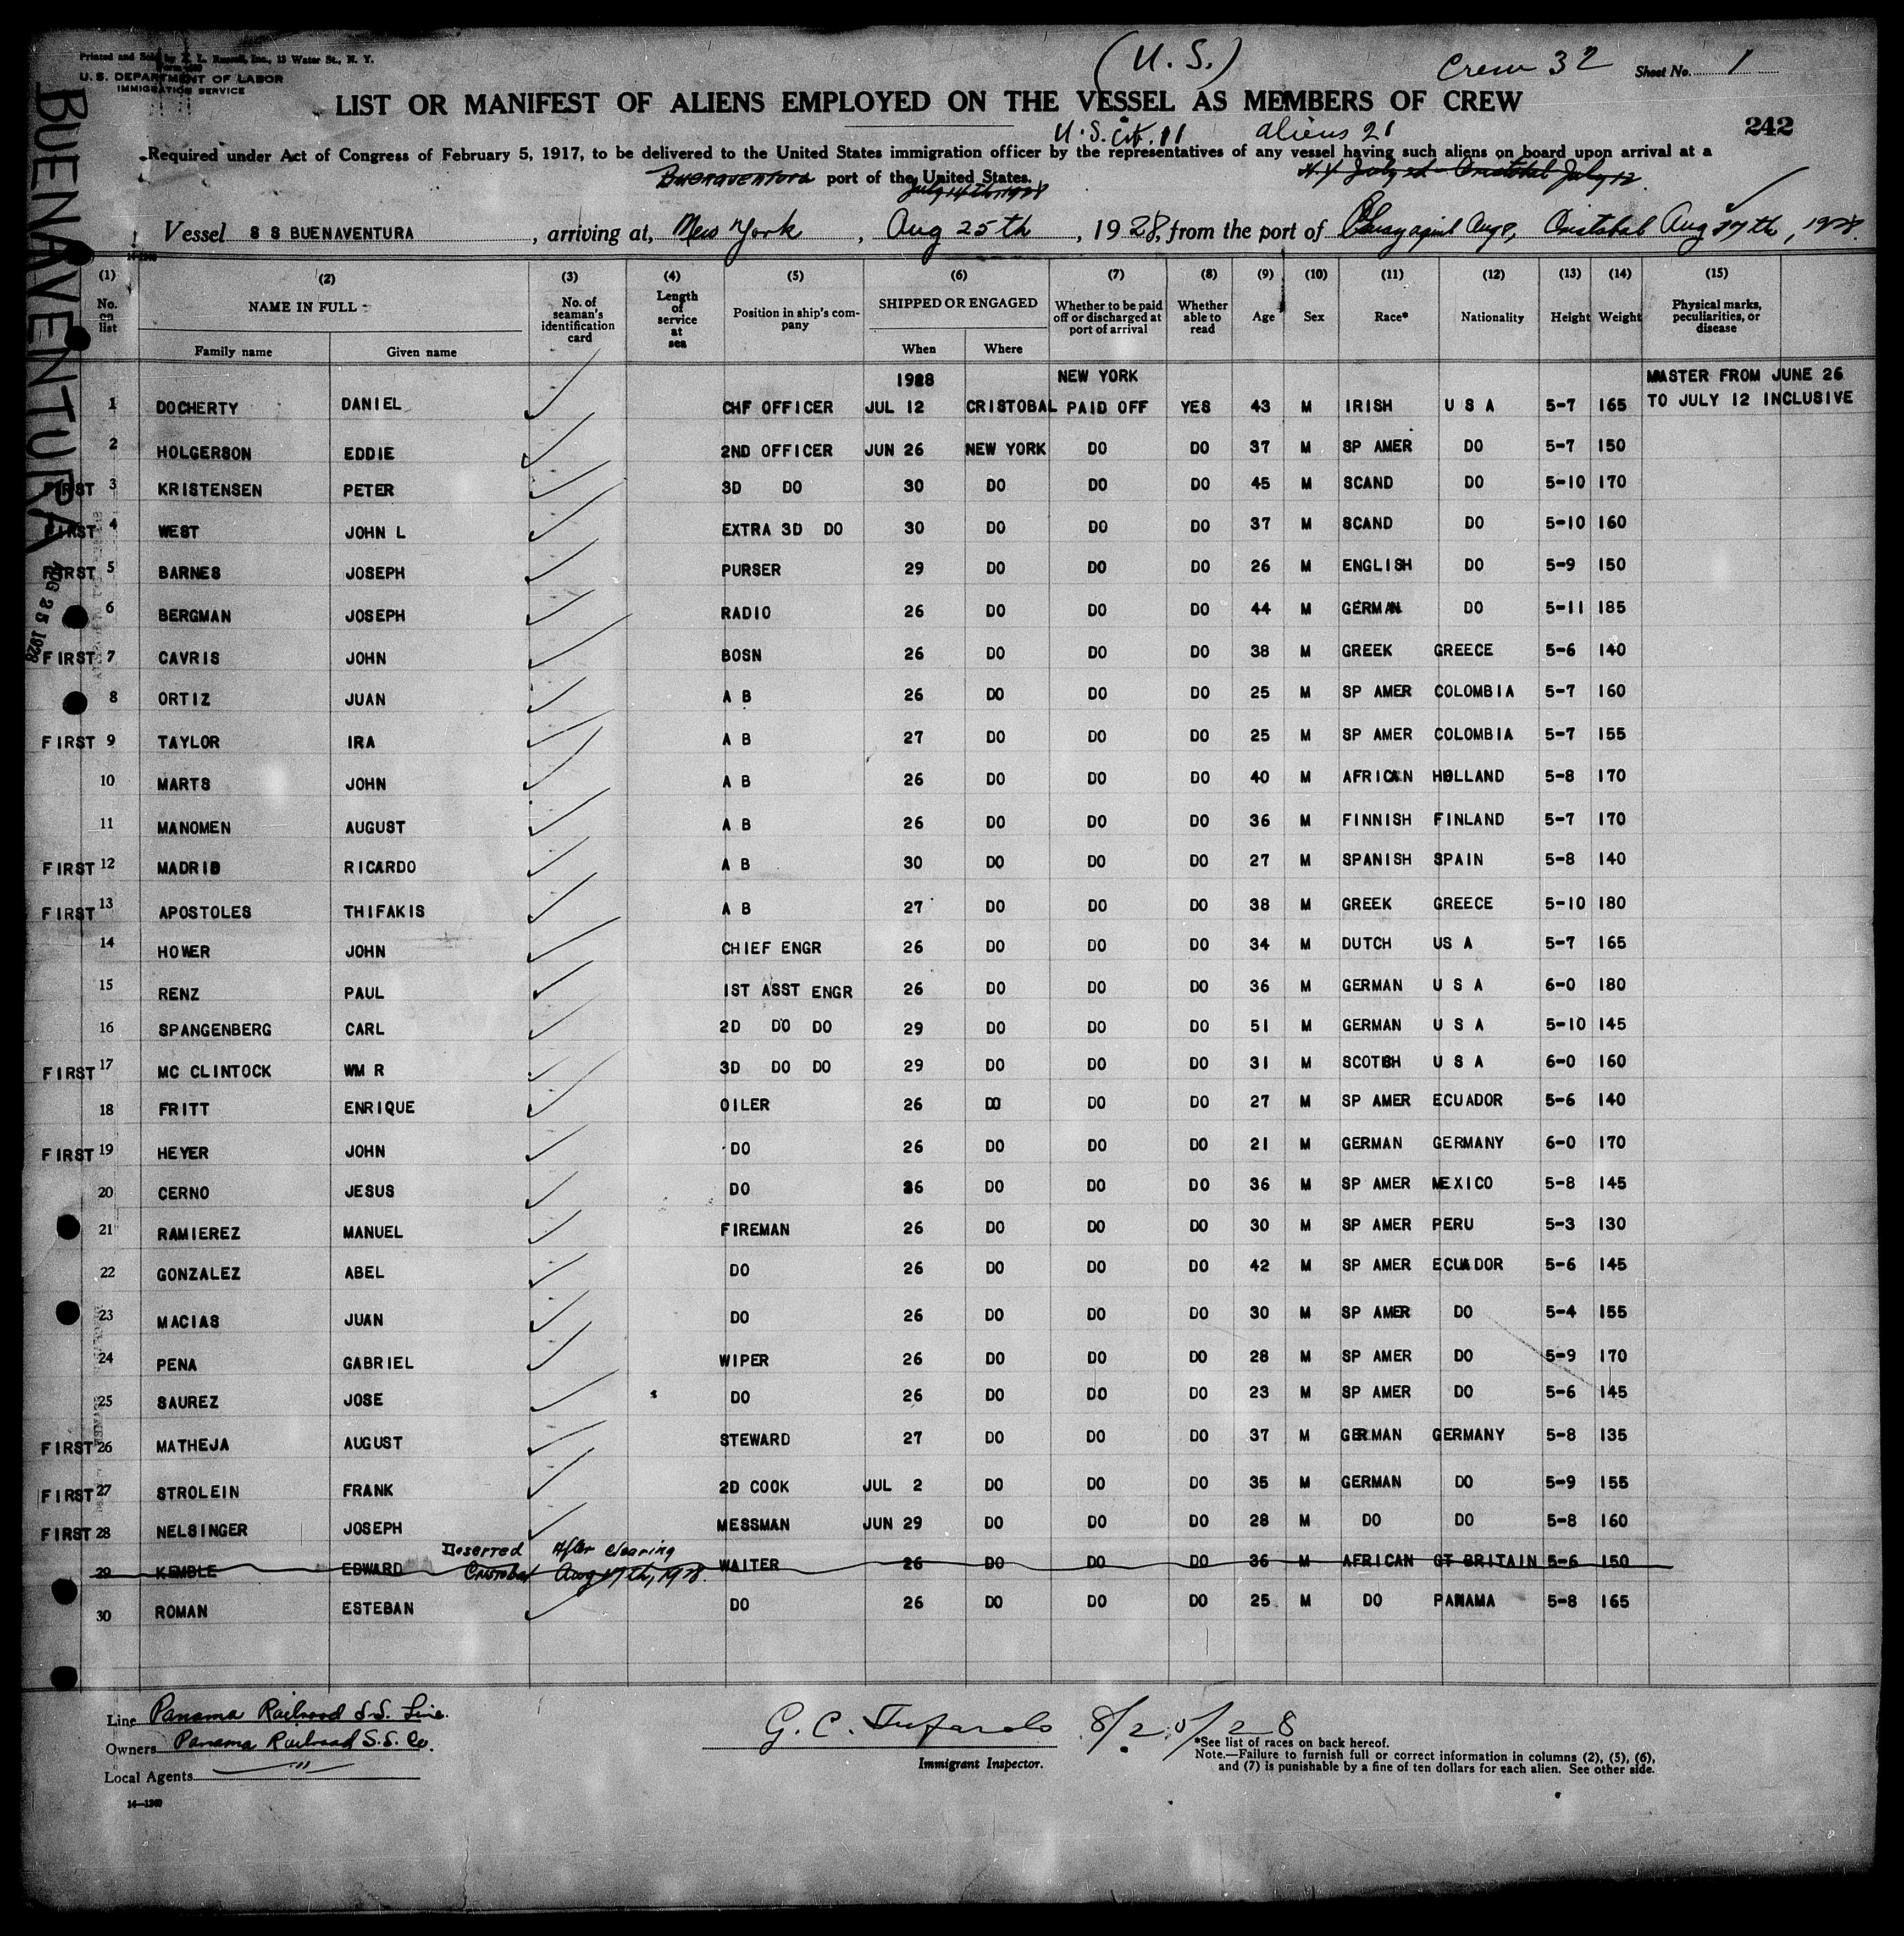 Printed and Sold by E. L. Russell, Inc., 13 Water St., N. Y.
U. S. DEPARTMENT OF LABOR
IMMIGRATION SERVICE
(U. S.)
Crew 32
Sheet No. 1
LIST OR MANIFEST OF ALIENS EMPLOYED ON THE VESSEL AS MEMBERS OF CREW
U. S. Cit. 11 aliens 21
242
Required under Act of Congress of February 5, 1917, to be delivered to the United States immigration officer by the representatives of any vessel having such aliens on board upon arrival at a
Buenaventura port of the United States.
July 14th, 1928
Cristobal July 12
Vessel S S BUENAVENTURA, arriving at, New York, Aug 25th, 1928, from the port of Guayaquil Aug 8, Cristobal Aug 17th, 1928.
BUENAVENTURA
AUG 25 1928
(1) (2) (3) (4) (5) (6) (7) (8) (9) (10) (11) (12) (13) (14) (15)
No. on list NAME IN FULL No. of seaman's identification card Length of service at sea Position in ship's company SHIPPED OR ENGAGED Whether to be paid off or discharged at port of arrival Whether able to read Age Sex Race* Nationality Height Weight Physical marks, peculiarities, or disease
Family name Given name When Where
1928 NEW YORK MASTER FROM JUNE 26
1 DOCHERTY DANIEL CHF OFFICER JUL 12 CRISTOBAL PAID OFF YES 43 M IRISH U S A 5-7 165 TO JULY 12 INCLUSIVE
2 HOLGERSON EDDIE 2ND OFFICER JUN 26 NEW YORK DO DO 37 M SP AMER DO 5-7 150
FIRST 3 KRISTENSEN PETER 3D DO 30 DO DO DO 45 M SCAND DO 5-10 170
FIRST 4 WEST JOHN L EXTRA 3D DO 30 DO DO DO 37 M SCAND DO 5-10 160
FIRST 5 BARNES JOSEPH PURSER 29 DO DO DO 26 M ENGLISH DO 5-9 150
6 BERGMAN JOSEPH RADIO 26 DO DO DO 44 M GERMAN DO 5-11 185
FIRST 7 CAVRIS JOHN BOSN 26 DO DO DO 38 M GREEK GREECE 5-6 140
8 ORTIZ JUAN A B 26 DO DO DO 25 M SP AMER COLOMBIA 5-7 160
FIRST 9 TAYLOR IRA A B 27 DO DO DO 25 M SP AMER COLOMBIA 5-7 155
10 MARTS JOHN A B 26 DO DO DO 40 M AFRICAN HOLLAND 5-8 170
11 MANOMEN AUGUST A B 26 DO DO DO 36 M FINNISH FINLAND 5-7 170
FIRST 12 MADRID RICARDO A B 30 DO DO DO 27 M SPANISH SPAIN 5-8 140
FIRST 13 APOSTOLES THIFAKIS A B 27 DO DO DO 38 M GREEK GREECE 5-10 180
14 HOWER JOHN CHIEF ENGR 26 DO DO DO 34 M DUTCH US A 5-7 165
15 RENZ PAUL 1ST ASST ENGR 26 DO DO DO 36 M GERMAN U S A 6-0 180
16 SPANGENBERG CARL 2D DO DO 29 DO DO DO 51 M GERMAN U S A 5-10 145
FIRST 17 MC CLINTOCK WM R 3D DO DO 29 DO DO DO 31 M SCOTSH U S A 6-0 160
18 FRITT ENRIQUE OILER 26 DO DO DO 27 M SP AMER ECUADOR 5-6 140
FIRST 19 HEYER JOHN DO 26 DO DO DO 21 M GERMAN GERMANY 6-0 170
20 CERNO JESUS DO 26 DO DO DO 36 M SP AMER MEXICO 5-8 145
21 RAMIEREZ MANUEL FIREMAN 26 DO DO DO 30 M SP AMER PERU 5-3 130
22 GONZALEZ ABEL DO 26 DO DO DO 42 M SP AMER ECUADOR 5-6 145
23 MACIAS JUAN DO 26 DO DO DO 30 M SP AMER DO 5-4 155
24 PENA GABRIEL WIPER 26 DO DO DO 28 M SP AMER DO 5-9 170
25 SAUREZ JOSE DO 26 DO DO DO 23 M SP AMER DO 5-6 145
FIRST 26 MATHEJA AUGUST STEWARD 27 DO DO DO 37 M GERMAN GERMANY 5-8 135
FIRST 27 STROLEIN FRANK 2D COOK JUL 2 DO DO DO 35 M GERMAN DO 5-9 155
FIRST 28 NELSINGER JOSEPH MESSMAN JUN 29 DO DO DO 28 M DO DO 5-8 160
Deserted After clearing
29 KEMBLE EDWARD Cristobal Aug 17th, 1928. WAITER 26 DO DO DO 36 M AFRICAN GT BRITAIN 5-6 150
30 ROMAN ESTEBAN DO 26 DO DO DO 25 M DO PANAMA 5-8 165
Line Panama Railroad S.S. Line.
Owners Panama Railroad S.S. Co.
Local Agents "
G. C. Tufarolo 8/25/28
Immigrant Inspector.
*See list of races on back hereof.
Note.—Failure to furnish full or correct information in columns (2), (5), (6),
and (7) is punishable by a fine of ten dollars for each alien. See other side.
14—1240